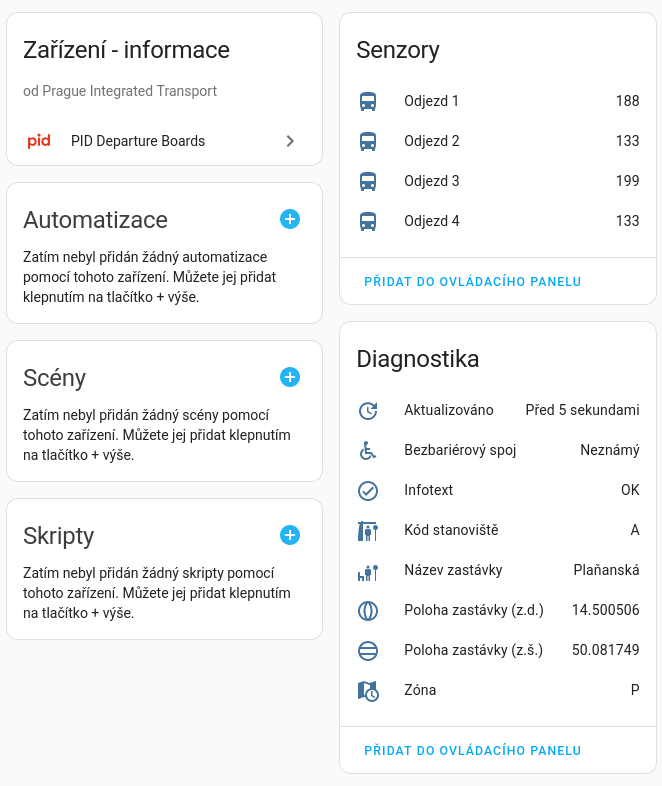 Zařízení - informace
od Prague Integrated Transport
pid PID Departure Boards
Automatizace
Zatím nebyl přidán žádný automatizace
pomocí tohoto zařízení. Můžete jej přidat
klepnutím na tlačítko + výše.
Scény
Zatím nebyl přidán žádný scény pomocí
tohoto zařízení. Můžete jej přidat klepnutím
na tlačítko + výše.
Skripty
Zatím nebyl přidán žádný skripty pomocí
tohoto zařízení. Můžete jej přidat klepnutím
na tlačítko + výše.
Senzory
Odjezd 1 188
Odjezd 2 133
Odjezd 3 199
Odjezd 4 133
PŘIDAT DO OVLÁDACÍHO PANELU
Diagnostika
Aktualizováno Před 5 sekundami
Bezbariérový spoj Neznámý
Infotext OK
Kód stanoviště A
Název zastávky Plaňanská
Poloha zastávky (z.d.) 14.500506
Poloha zastávky (z.š.) 50.081749
Zóna P
PŘIDAT DO OVLÁDACÍHO PANELU